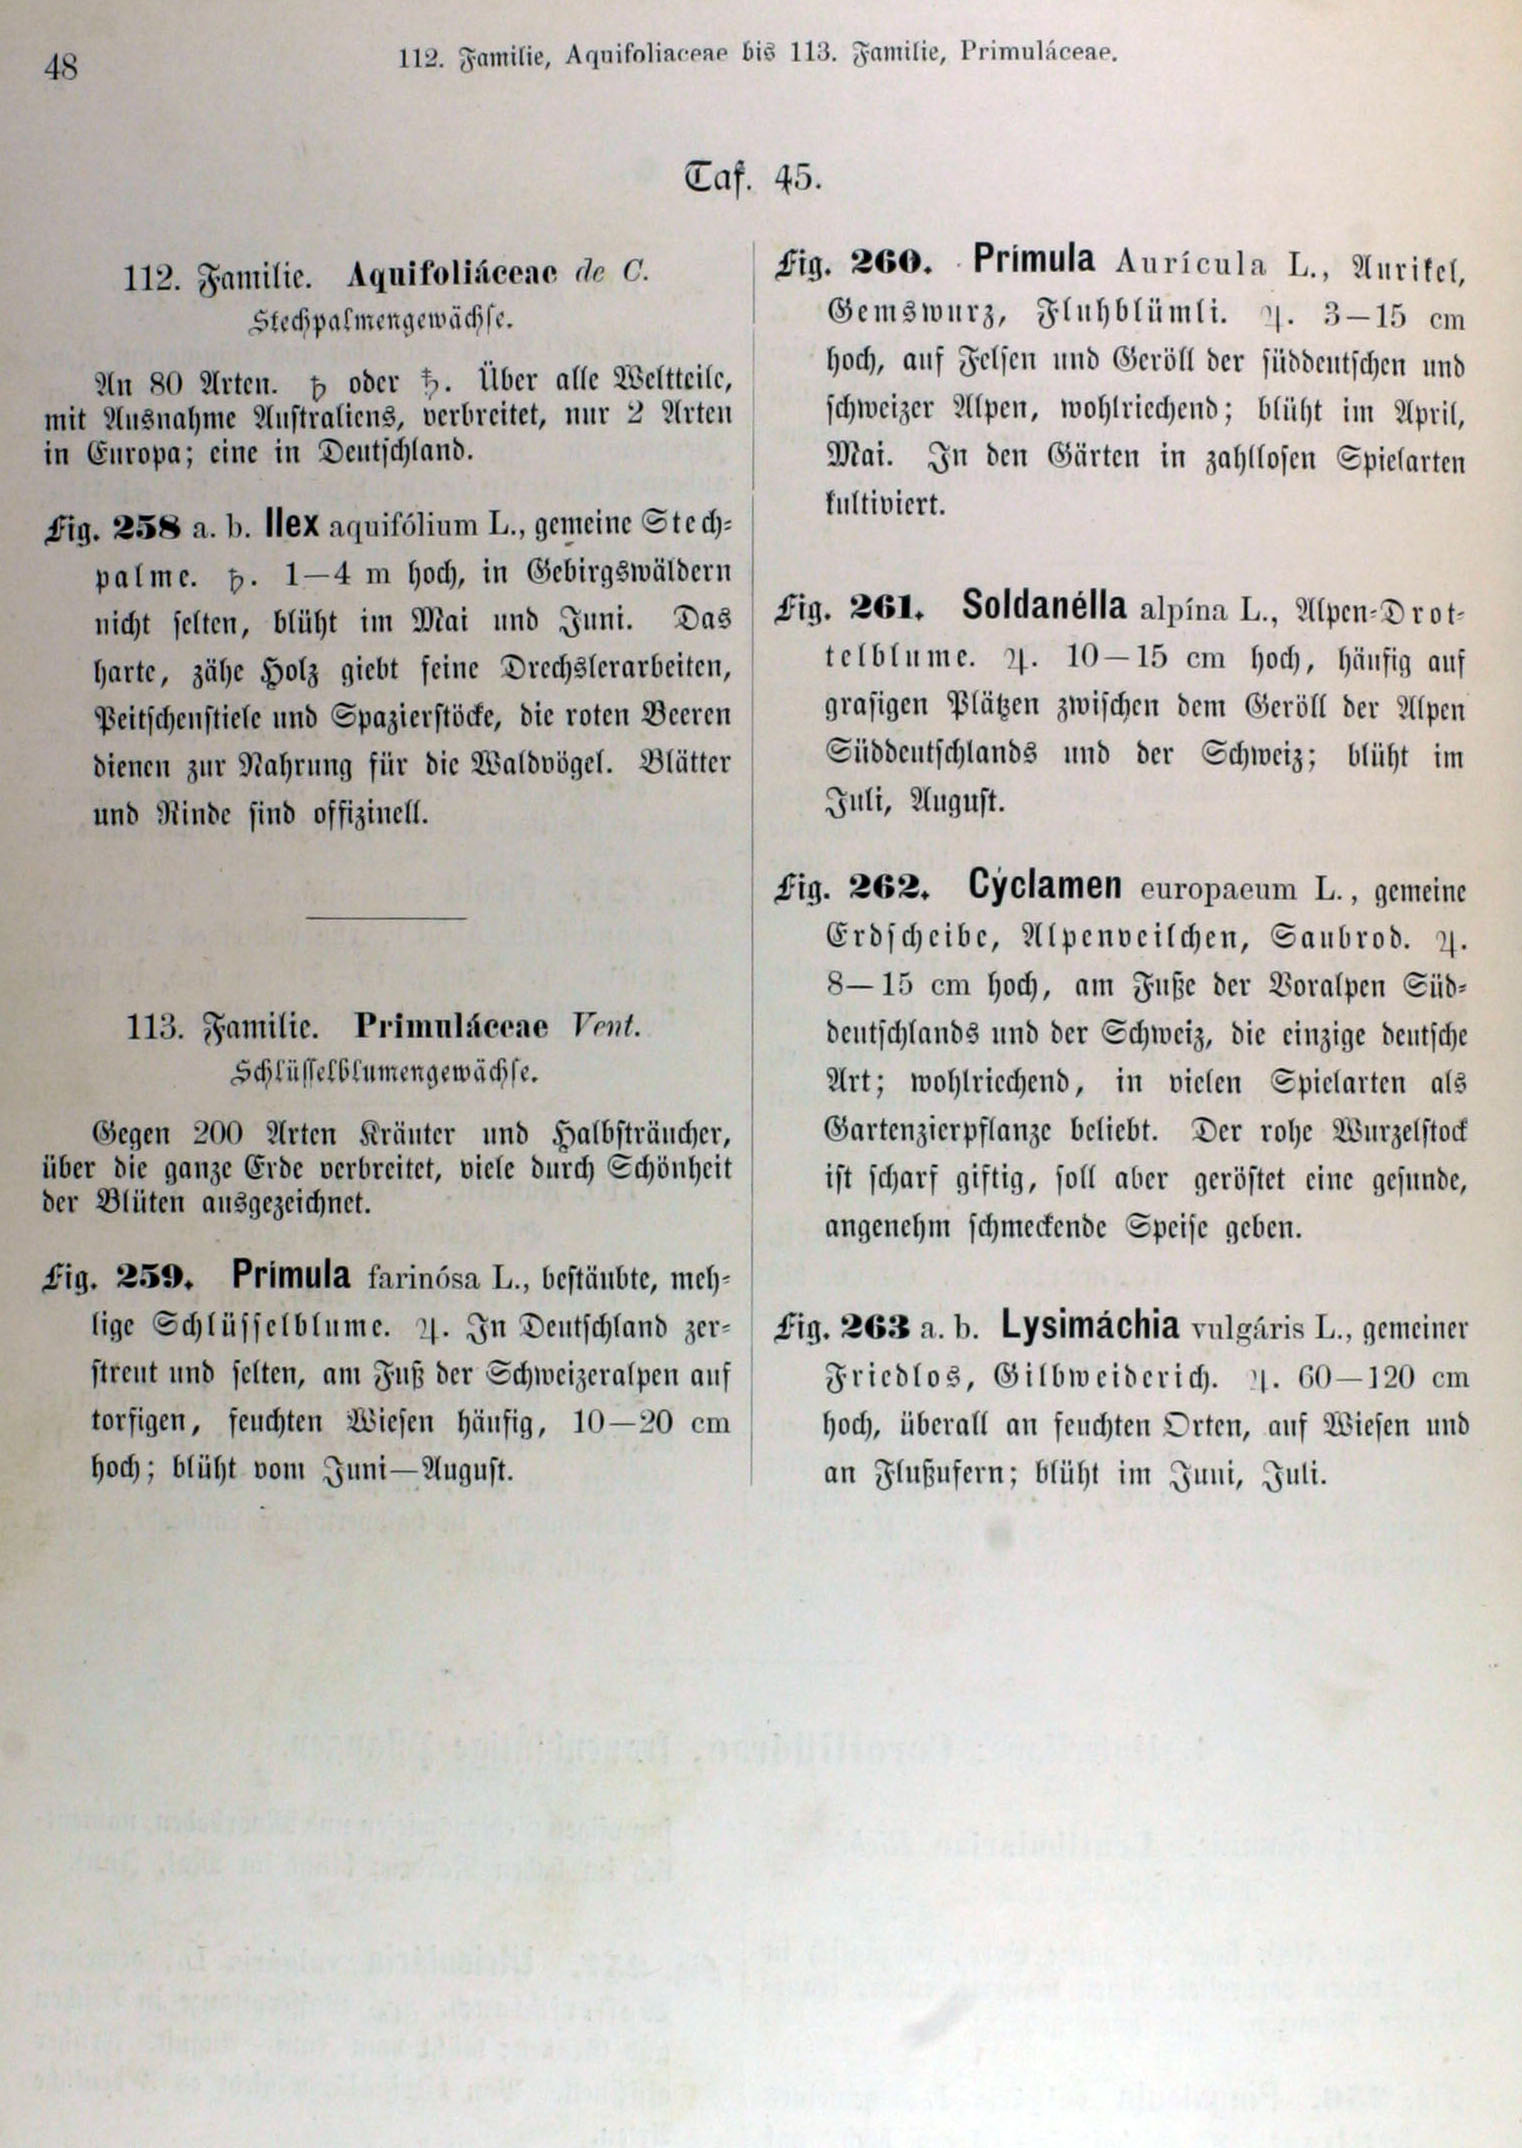 48
112. Familie, Aquifoliaceae bis 113. Familie, Primuláceae.
Taf. 45.
112. Familie. Aquifoliáceae de C.
Stechpalmengewächse.
An 80 Arten. ♄ oder ♄. Über alle Weltteile,
mit Ausnahme Australiens, verbreitet, nur 2 Arten
in Europa; eine in Deutschland.
Fig. 258 a. b. Ilex aquifólium L., gemeine Stech-
palme. ♄. 1—4 m hoch, in Gebirgswäldern
nicht selten, blüht im Mai und Juni. Das
harte, zähe Holz giebt feine Drechslerarbeiten,
Peitschenstiele und Spazierstöcke, die roten Beeren
dienen zur Nahrung für die Waldvögel. Blätter
und Rinde sind offizinell.
113. Familie. Primuláceae Vent.
Schlüsselblumengewächse.
Gegen 200 Arten Kräuter und Halbsträucher,
über die ganze Erde verbreitet, viele durch Schönheit
der Blüten ausgezeichnet.
Fig. 259. Prímula farinósa L., bestäubte, meh-
lige Schlüsselblume. ♃. In Deutschland zer-
streut und selten, am Fuß der Schweizeralpen auf
torfigen, feuchten Wiesen häufig, 10—20 cm
hoch; blüht vom Juni—August.
Fig. 260. Prímula Aurícula L., Aurikel,
Gemswurz, Fluhblümli. ♃. 3—15 cm
hoch, auf Felsen und Geröll der süddeutschen und
schweizer Alpen, wohlriechend; blüht im April,
Mai. In den Gärten in zahllosen Spielarten
kultiviert.
Fig. 261. Soldanélla alpína L., Alpen-Drot-
telblume. ♃. 10—15 cm hoch, häufig auf
grasigen Plätzen zwischen dem Geröll der Alpen
Süddeutschlands und der Schweiz; blüht im
Juli, August.
Fig. 262. Cýclamen europaeum L., gemeine
Erdscheibe, Alpenveilchen, Saubrod. ♃.
8—15 cm hoch, am Fuße der Voralpen Süd-
deutschlands und der Schweiz, die einzige deutsche
Art; wohlriechend, in vielen Spielarten als
Gartenzierpflanze beliebt. Der rohe Wurzelstock
ist scharf giftig, soll aber geröstet eine gesunde,
angenehm schmeckende Speise geben.
Fig. 263 a. b. Lysimáchia vulgáris L., gemeiner
Friedlos, Gilbweiderich. ♃. 60—120 cm
hoch, überall an feuchten Orten, auf Wiesen und
an Flußufern; blüht im Juni, Juli.